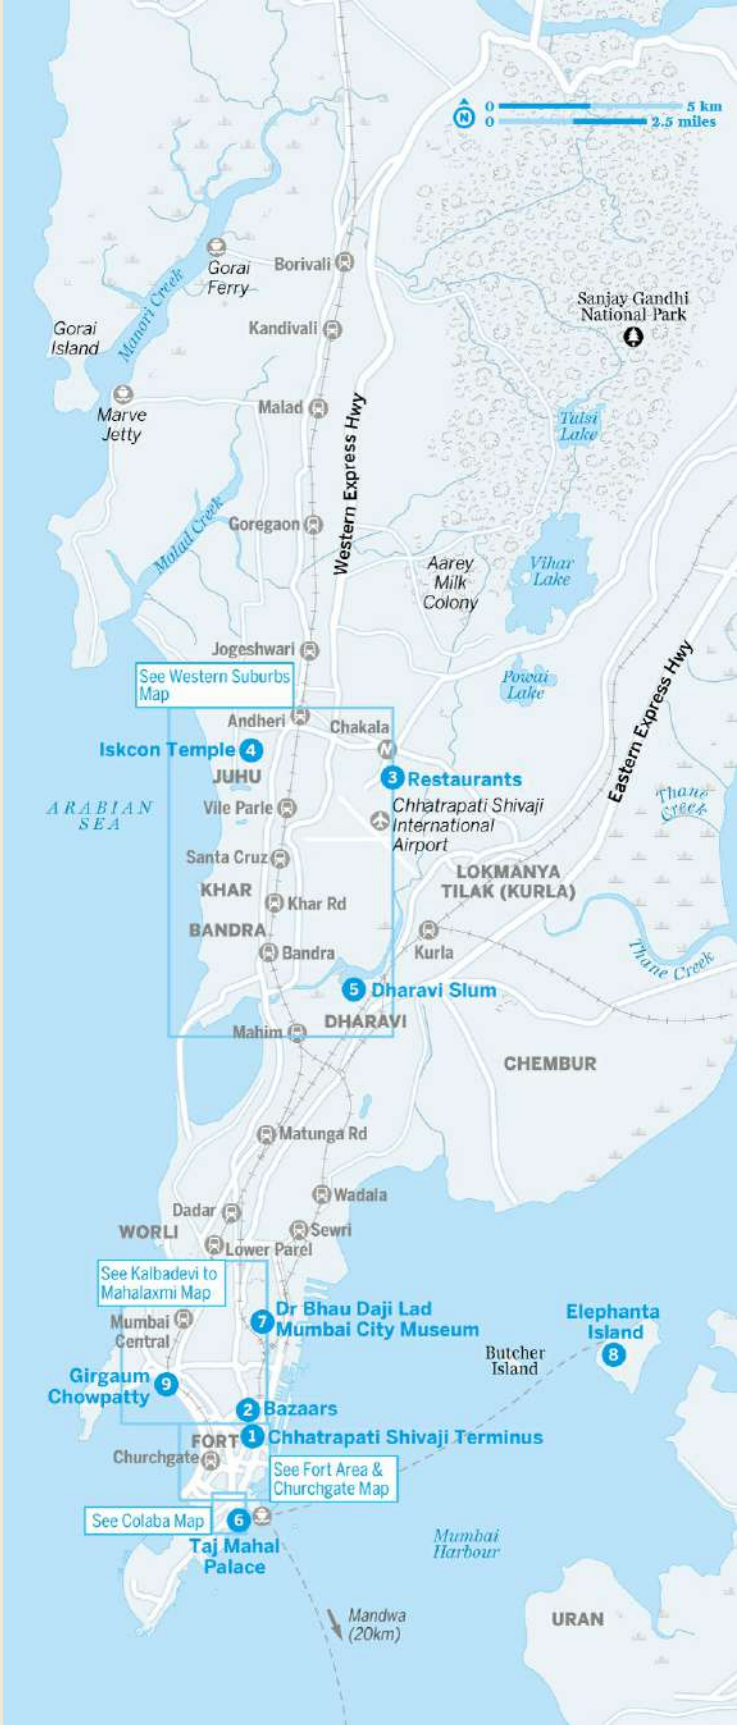 0 5 km
N
0 2.5 miles
Gorai
Ferry
Borivali
Manori Creek
Sanjay Gandhi
National Park
Gorai
Island
Kandivali
Marve
Jetty
Malad
Western Express Hwy
Tulsi
Lake
Goregaon
Malad Creek
Aarey
Milk
Colony
Vihar
Lake
Jogeshwari
See Western Suburbs
Map
Powai
Lake
Eastern Express Hwy
Andheri
Chakala
Iskcon Temple 4
M
3 Restaurants
JUHU
ARABIAN
SEA
Vile Parle
Chhatrapati Shivaji
International
Airport
Thane
Creek
Santa Cruz
LOKMANYA
TILAK (KURLA)
KHAR
Khar Rd
BANDRA
Bandra
Kurla
Thane Creek
5 Dharavi Slum
Mahim
DHARAVI
CHEMBUR
Matunga Rd
Wadala
Dadar
WORLI
Sewri
Lower Parel
See Kalbadevi to
Mahalaxmi Map
Mumbai
Central
7 Dr Bhau Daji Lad
Mumbai City Museum
Elephanta
Island
8
Butcher
Island
Girgaum
Chowpatty
9
2 Bazaars
FORT 1 Chhatrapati Shivaji Terminus
Churchgate
See Fort Area &
Churchgate Map
See Colaba Map
6
Taj Mahal
Palace
Mumbai
Harbour
Mandwa
(20km)
URAN